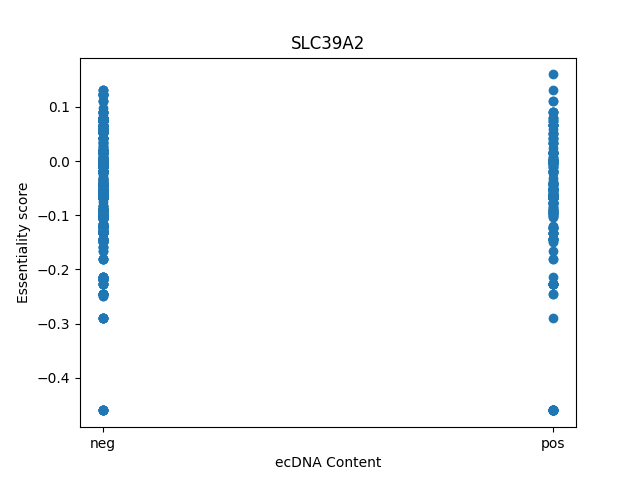 SLC39A2
Essentiality score
0.1
0.0
−0.1
−0.2
−0.3
−0.4
neg
pos
ecDNA Content